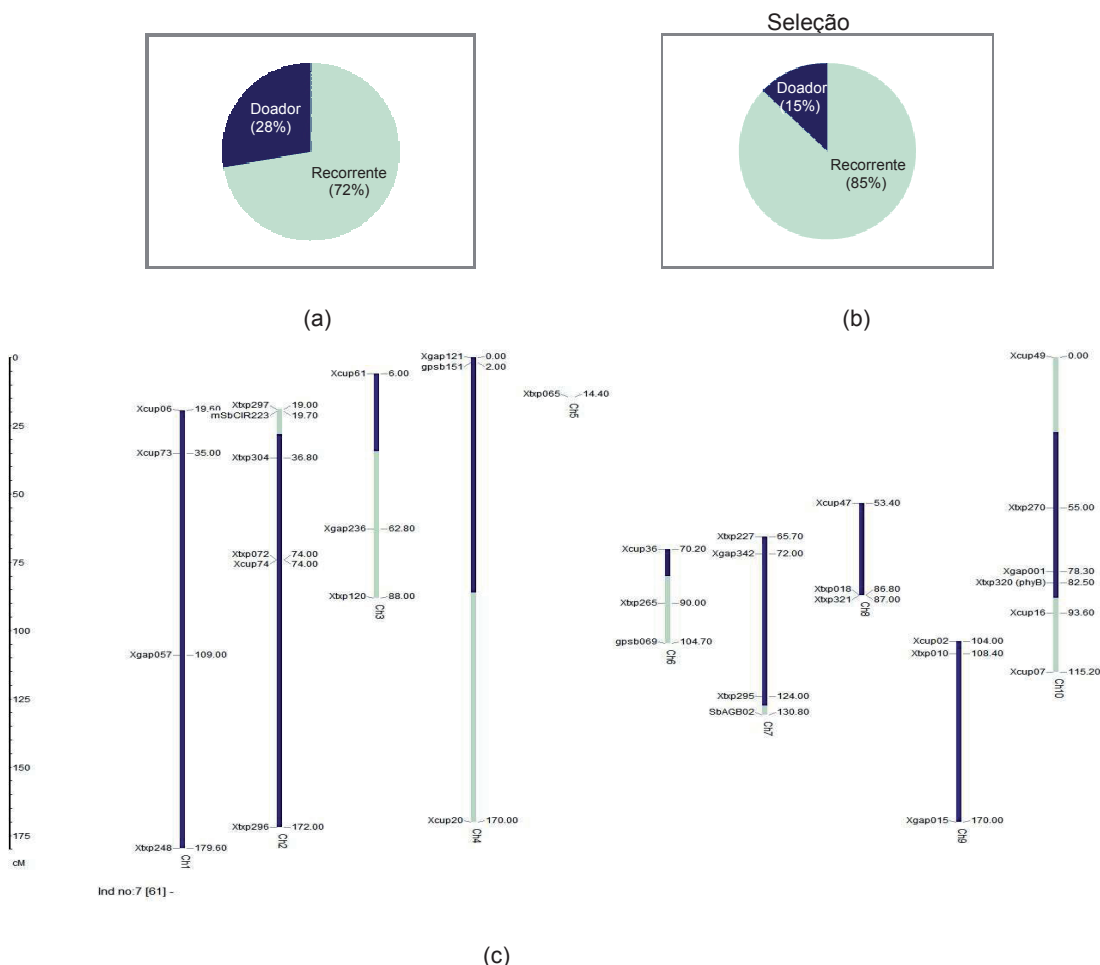 Seleção
Doador
(28%)
Recorrente
(72%)
Doador
(15%)
Recorrente
(85%)
(a)
(b)
0
25
50
75
100
125
150
175
cM
Xcup06 19.60
Xcup73 35.00
Xgap057 109.00
Xtxp248 179.60
Ch1
Xtxp297 19.00
mSbCIR223 19.70
Xtxp304 36.80
Xtxp072 74.00
Xcup74 74.00
Xtxp296 172.00
Ch2
Xcup61 6.00
Xgap236 62.80
Xtxp120 88.00
Ch3
Xgap121 0.00
gpsb151 2.00
Xcup20 170.00
Ch4
Xtxp065 14.40
Ch5
Xcup36 70.20
Xtxp265 90.00
gpsb069 104.70
Ch6
Xtxp227 65.70
Xgap342 72.00
Xtxp295 124.00
SbAGB02 130.80
Ch7
Xcup47 53.40
Xtxp018 86.80
Xtxp321 87.00
Ch8
Xcup02 104.00
Xtxp010 108.40
Xgap015 170.00
Ch9
Xcup49 0.00
Xtxp270 55.00
Xgap001 78.30
Xtxp320 (phyB) 82.50
Xcup16 93.60
Xcup07 115.20
Ch10
Ind no:7 [61] -
(c)